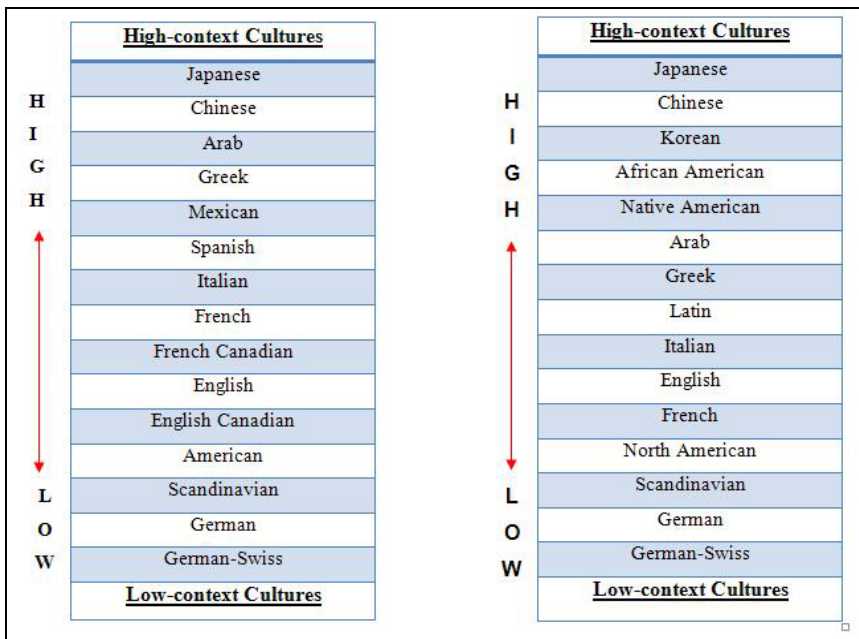 High-context Cultures
Japanese
Chinese
Arab
Greek
Mexican
Spanish
Italian
French
French Canadian
English
English Canadian
American
Scandinavian
German
German-Swiss
Low-context Cultures
H
I
G
H
L
O
W
High-context Cultures
Japanese
Chinese
Korean
African American
Native American
Arab
Greek
Latin
Italian
English
French
North American
Scandinavian
German
German-Swiss
Low-context Cultures
H
I
G
H
L
O
W